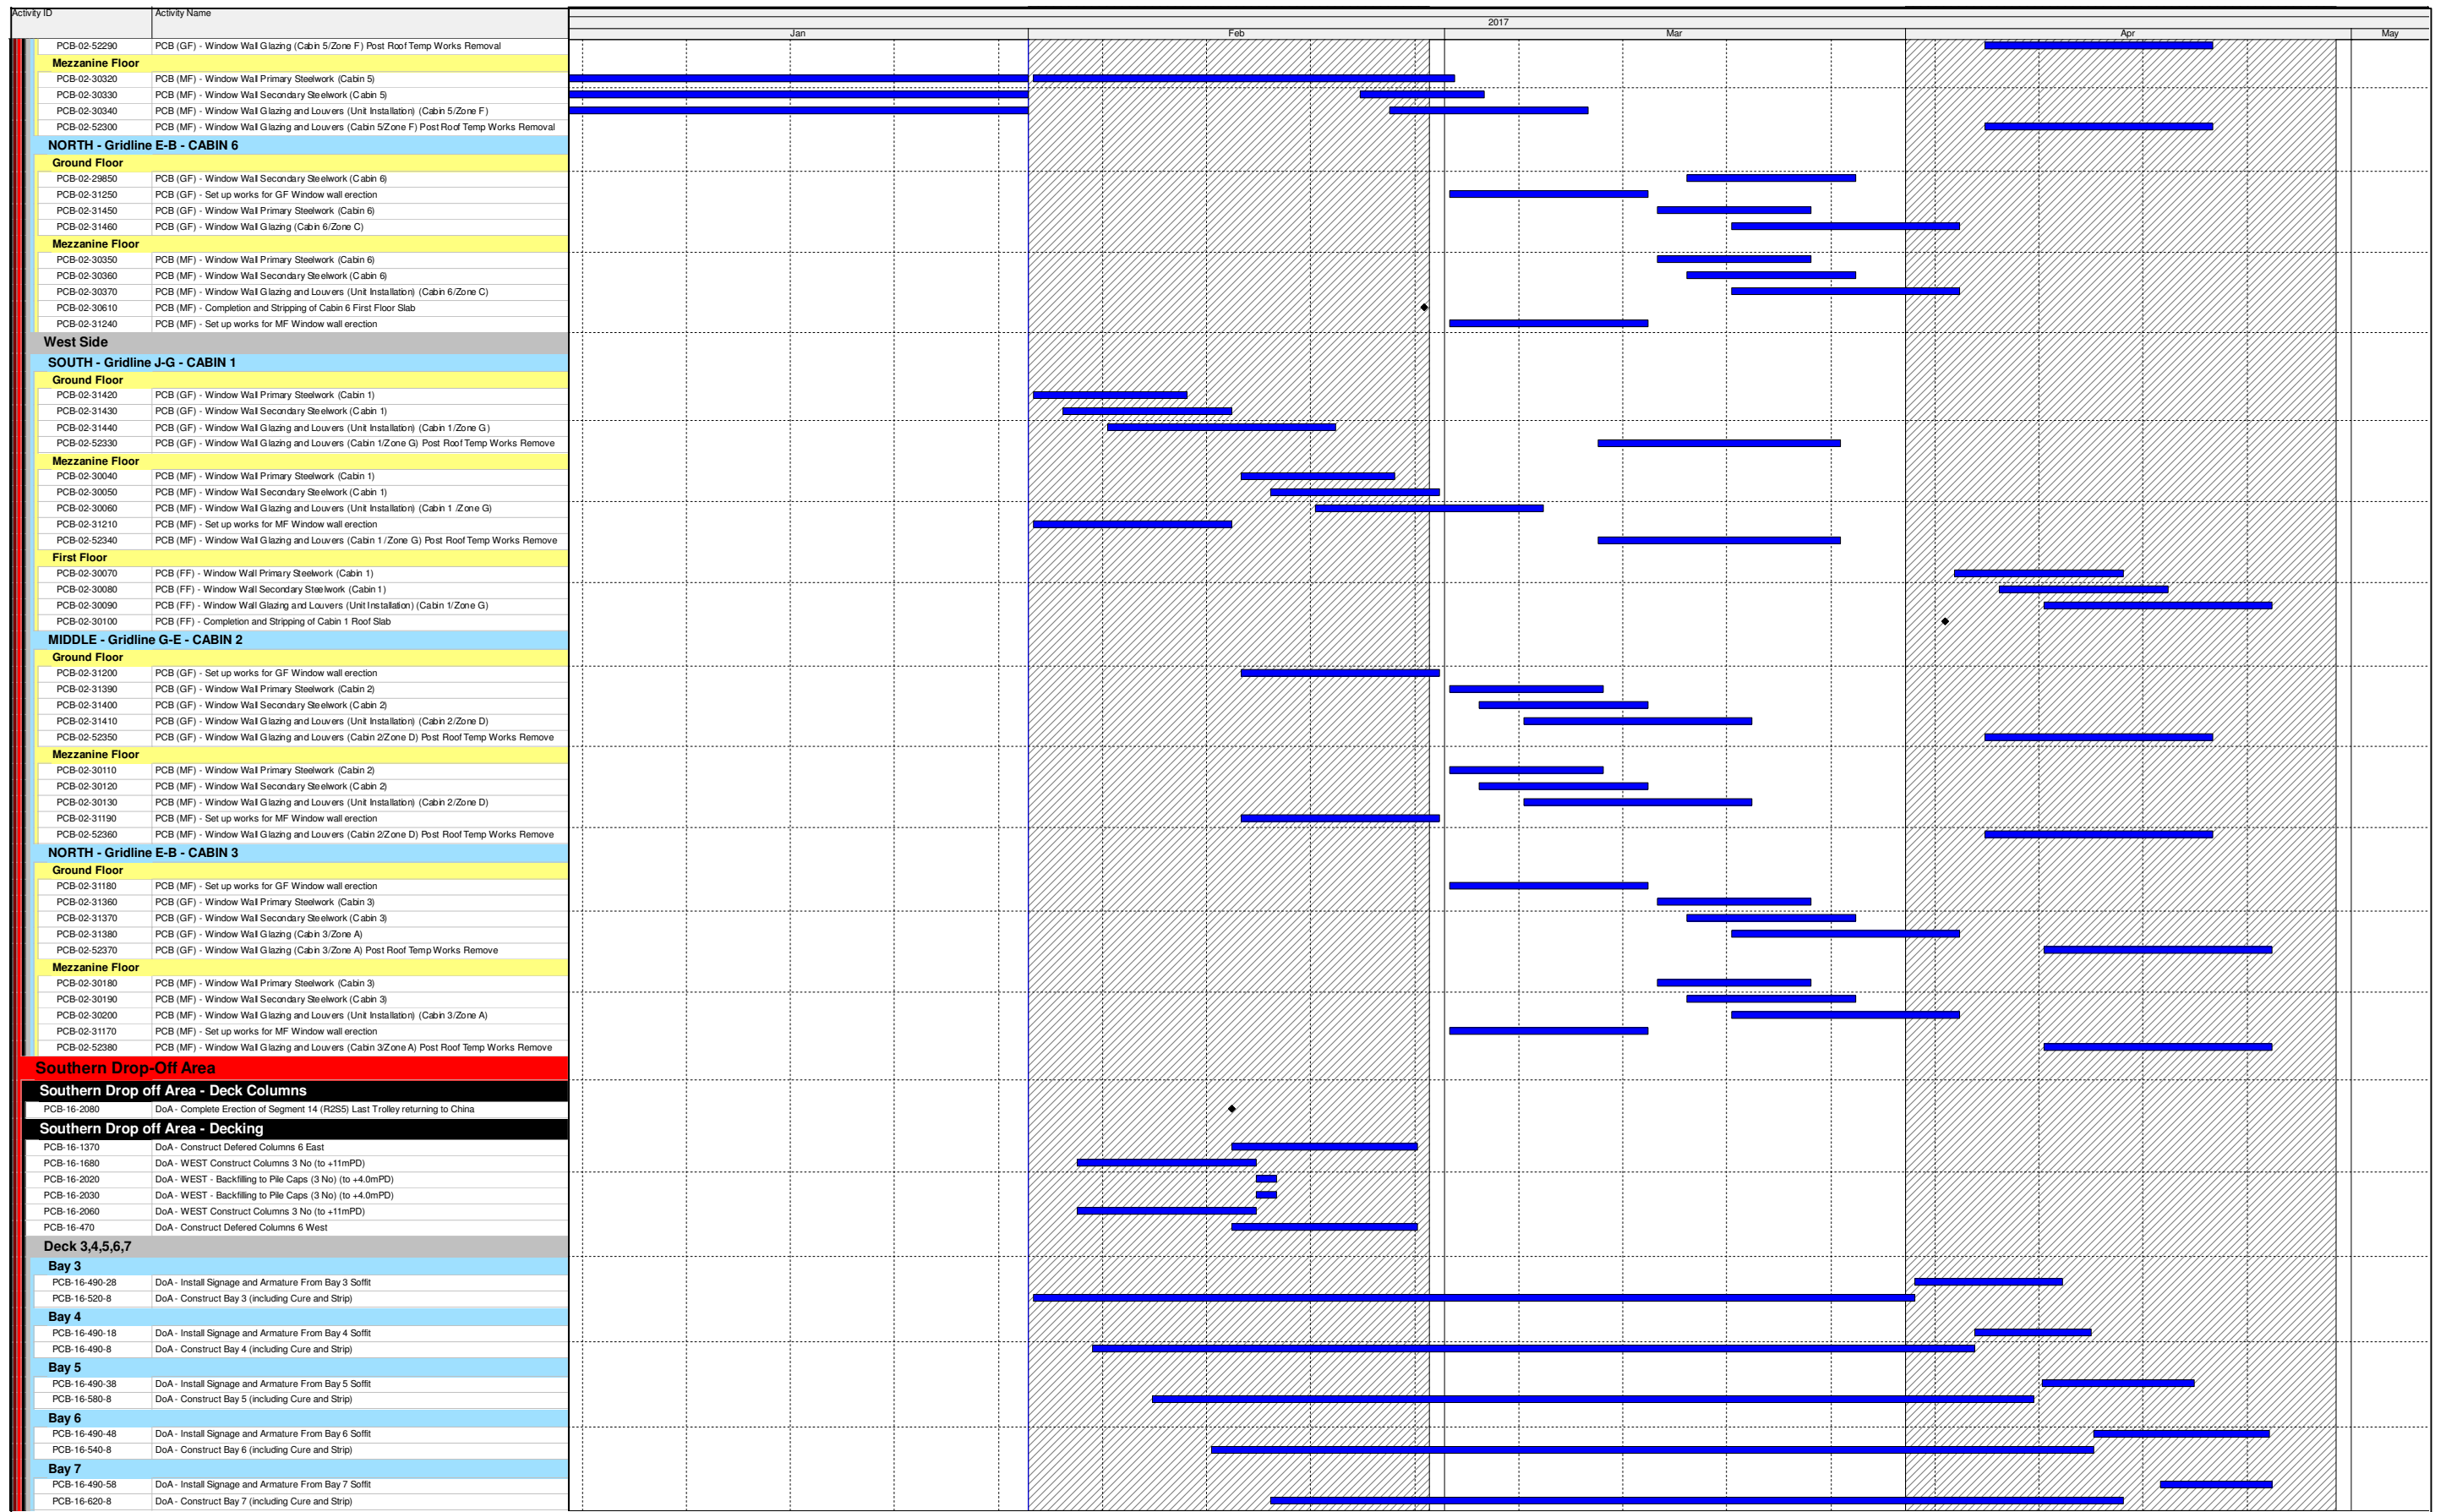 Activity ID Activity Name
2017
Jan Feb Mar Apr May
PCB-02-52290 PCB (GF) - Window Wall Glazing (Cabin 5/Zone F) Post Roof Temp Works Removal
Mezzanine Floor
PCB-02-30320 PCB (MF) - Window Wall Primary Steelwork (Cabin 5)
PCB-02-30330 PCB (MF) - Window Wall Secondary Steelwork (Cabin 5)
PCB-02-30340 PCB (MF) - Window Wall Glazing and Louvers (Unit Installation) (Cabin 5/Zone F)
PCB-02-52300 PCB (MF) - Window Wall Glazing and Louvers (Cabin 5/Zone F) Post Roof Temp Works Removal
NORTH - Gridline E-B - CABIN 6
Ground Floor
PCB-02-29850 PCB (GF) - Window Wall Secondary Steelwork (Cabin 6)
PCB-02-31250 PCB (GF) - Set up works for GF Window wall erection
PCB-02-31450 PCB (GF) - Window Wall Primary Steelwork (Cabin 6)
PCB-02-31460 PCB (GF) - Window Wall Glazing (Cabin 6/Zone C)
Mezzanine Floor
PCB-02-30350 PCB (MF) - Window Wall Primary Steelwork (Cabin 6)
PCB-02-30360 PCB (MF) - Window Wall Secondary Steelwork (Cabin 6)
PCB-02-30370 PCB (MF) - Window Wall Glazing and Louvers (Unit Installation) (Cabin 6/Zone C)
PCB-02-30610 PCB (MF) - Completion and Stripping of Cabin 6 First Floor Slab
PCB-02-31240 PCB (MF) - Set up works for MF Window wall erection
West Side
SOUTH - Gridline J-G - CABIN 1
Ground Floor
PCB-02-31420 PCB (GF) - Window Wall Primary Steelwork (Cabin 1)
PCB-02-31430 PCB (GF) - Window Wall Secondary Steelwork (Cabin 1)
PCB-02-31440 PCB (GF) - Window Wall Glazing and Louvers (Unit Installation) (Cabin 1/Zone G)
PCB-02-52330 PCB (GF) - Window Wall Glazing and Louvers (Cabin 1/Zone G) Post Roof Temp Works Remove
Mezzanine Floor
PCB-02-30040 PCB (MF) - Window Wall Primary Steelwork (Cabin 1)
PCB-02-30050 PCB (MF) - Window Wall Secondary Steelwork (Cabin 1)
PCB-02-30060 PCB (MF) - Window Wall Glazing and Louvers (Unit Installation) (Cabin 1 /Zone G)
PCB-02-31210 PCB (MF) - Set up works for MF Window wall erection
PCB-02-52340 PCB (MF) - Window Wall Glazing and Louvers (Cabin 1/Zone G) Post Roof Temp Works Remove
First Floor
PCB-02-30070 PCB (FF) - Window Wall Primary Steelwork (Cabin 1)
PCB-02-30080 PCB (FF) - Window Wall Secondary Steelwork (Cabin 1)
PCB-02-30090 PCB (FF) - Window Wall Glazing and Louvers (Unit Installation) (Cabin 1/Zone G)
PCB-02-30100 PCB (FF) - Completion and Stripping of Cabin 1 Roof Slab
MIDDLE - Gridline G-E - CABIN 2
Ground Floor
PCB-02-31200 PCB (GF) - Set up works for GF Window wall erection
PCB-02-31390 PCB (GF) - Window Wall Primary Steelwork (Cabin 2)
PCB-02-31400 PCB (GF) - Window Wall Secondary Steelwork (Cabin 2)
PCB-02-31410 PCB (GF) - Window Wall Glazing and Louvers (Unit Installation) (Cabin 2/Zone D)
PCB-02-52350 PCB (GF) - Window Wall Glazing and Louvers (Cabin 2/Zone D) Post Roof Temp Works Remove
Mezzanine Floor
PCB-02-30110 PCB (MF) - Window Wall Primary Steelwork (Cabin 2)
PCB-02-30120 PCB (MF) - Window Wall Secondary Steelwork (Cabin 2)
PCB-02-30130 PCB (MF) - Window Wall Glazing and Louvers (Unit Installation) (Cabin 2/Zone D)
PCB-02-31190 PCB (MF) - Set up works for MF Window wall erection
PCB-02-52360 PCB (MF) - Window Wall Glazing and Louvers (Cabin 2/Zone D) Post Roof Temp Works Remove
NORTH - Gridline E-B - CABIN 3
Ground Floor
PCB-02-31180 PCB (MF) - Set up works for GF Window wall erection
PCB-02-31360 PCB (GF) - Window Wall Primary Steelwork (Cabin 3)
PCB-02-31370 PCB (GF) - Window Wall Secondary Steelwork (Cabin 3)
PCB-02-31380 PCB (GF) - Window Wall Glazing (Cabin 3/Zone A)
PCB-02-52370 PCB (GF) - Window Wall Glazing (Cabin 3/Zone A) Post Roof Temp Works Remove
Mezzanine Floor
PCB-02-30180 PCB (MF) - Window Wall Primary Steelwork (Cabin 3)
PCB-02-30190 PCB (MF) - Window Wall Secondary Steelwork (Cabin 3)
PCB-02-30200 PCB (MF) - Window Wall Glazing and Louvers (Unit Installation) (Cabin 3/Zone A)
PCB-02-31170 PCB (MF) - Set up works for MF Window wall erection
PCB-02-52380 PCB (MF) - Window Wall Glazing and Louvers (Cabin 3/Zone A) Post Roof Temp Works Remove
Southern Drop-Off Area
Southern Drop off Area - Deck Columns
PCB-16-2080 DoA - Complete Erection of Segment 14 (R2S5) Last Trolley returning to China
Southern Drop off Area - Decking
PCB-16-1370 DoA - Construct Defered Columns 6 East
PCB-16-1680 DoA - WEST Construct Columns 3 No (to +11mPD)
PCB-16-2020 DoA - WEST - Backfilling to Pile Caps (3 No) (to +4.0mPD)
PCB-16-2030 DoA - WEST - Backfilling to Pile Caps (3 No) (to +4.0mPD)
PCB-16-2060 DoA - WEST Construct Columns 3 No (to +11mPD)
PCB-16-470 DoA - Construct Defered Columns 6 West
Deck 3,4,5,6,7
Bay 3
PCB-16-490-28 DoA - Install Signage and Armature From Bay 3 Soffit
PCB-16-520-8 DoA - Construct Bay 3 (including Cure and Strip)
Bay 4
PCB-16-490-18 DoA - Install Signage and Armature From Bay 4 Soffit
PCB-16-490-8 DoA - Construct Bay 4 (including Cure and Strip)
Bay 5
PCB-16-490-38 DoA - Install Signage and Armature From Bay 5 Soffit
PCB-16-580-8 DoA - Construct Bay 5 (including Cure and Strip)
Bay 6
PCB-16-490-48 DoA - Install Signage and Armature From Bay 6 Soffit
PCB-16-540-8 DoA - Construct Bay 6 (including Cure and Strip)
Bay 7
PCB-16-490-58 DoA - Install Signage and Armature From Bay 7 Soffit
PCB-16-620-8 DoA - Construct Bay 7 (including Cure and Strip)